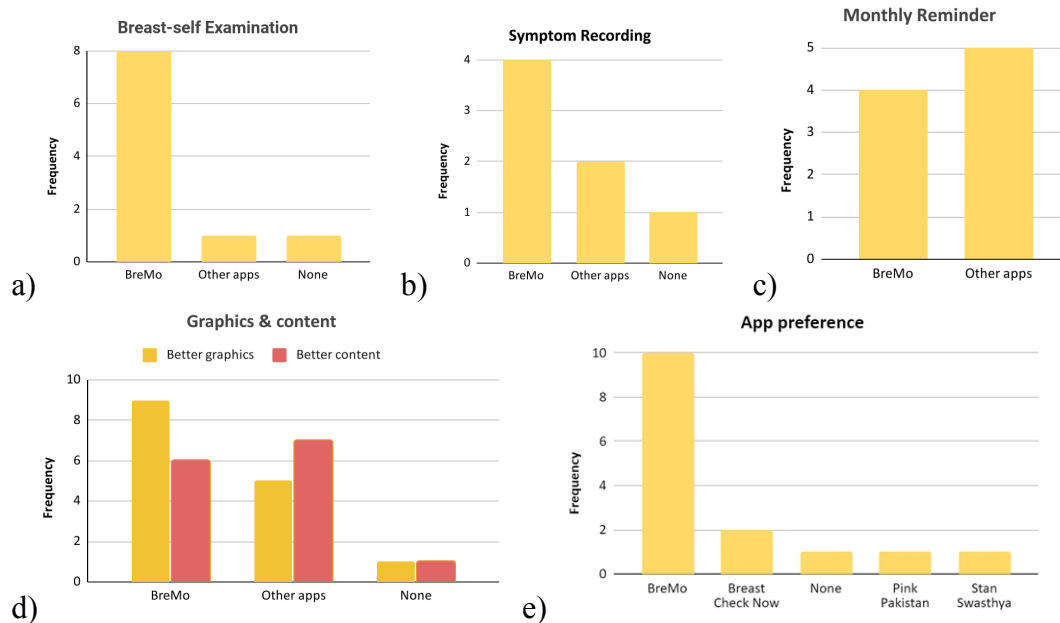 Breast-self Examination
8
6
4
2
0
Frequency
BreMo Other apps None
a)
Symptom Recording
4
3
2
1
0
Frequency
BreMo Other apps None
b)
Monthly Reminder
5
4
3
4
1
0
Frequency
BreMo Other apps
c)
Graphics & content
Better graphics Better content
10
8
6
4
2
0
Frequency
BreMo Other apps None
d)
App preference
10
8
6
4
2
0
Frequency
BreMo Breast None Pink Stan
Check Now Pakistan Swasthya
e)